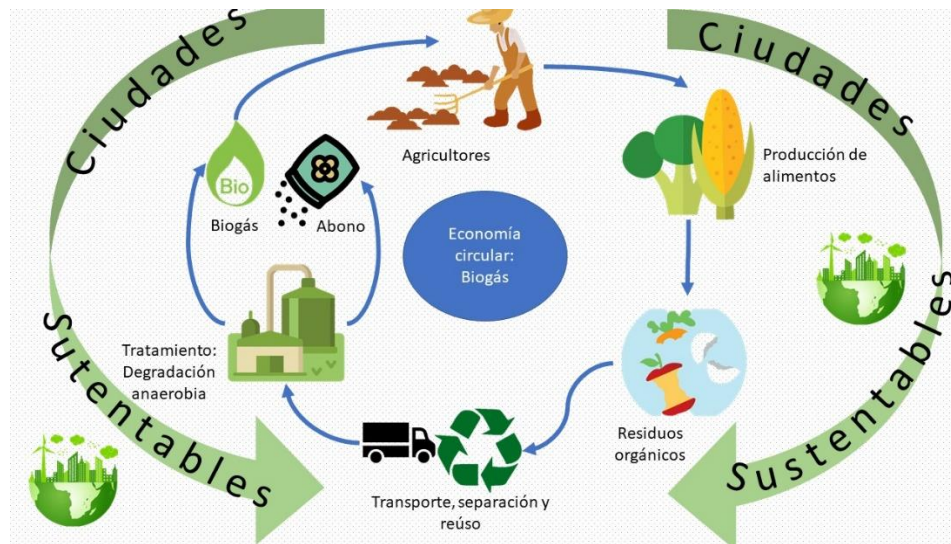 Ciudades
Sutentables
Ciudades
Sustentables
Agricultores
Producción de
alimentos
Bio
Biogás
Abono
Economía
circular:
Biogás
Tratamiento:
Degradación
anaerobia
Residuos
orgánicos
Transporte, separación y
reúso